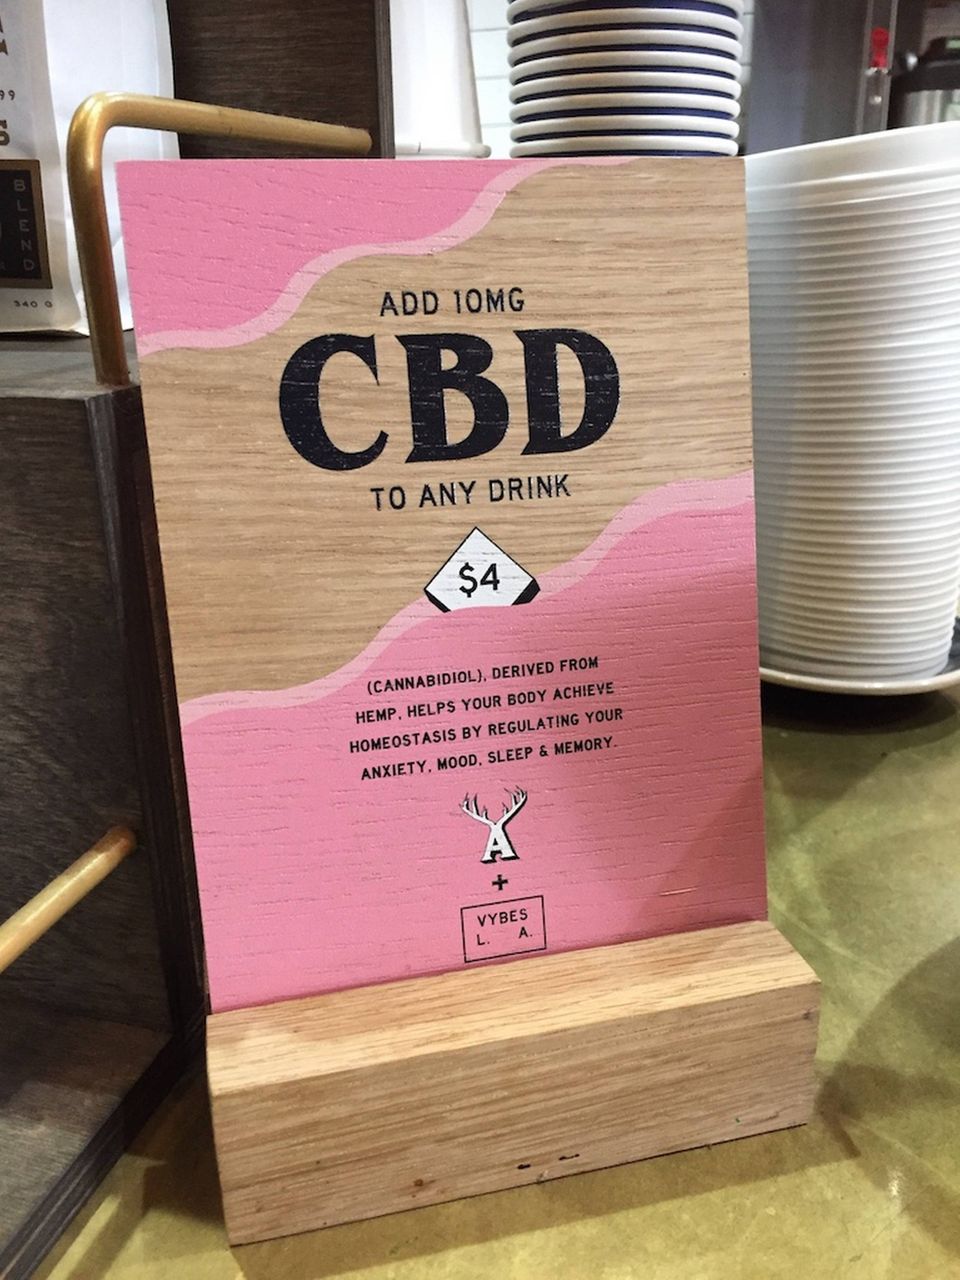 99
S
BLEND
340 G
ADD 10MG
CBD
TO ANY DRINK
$4
(CANNABIDIOL), DERIVED FROM
HEMP, HELPS YOUR BODY ACHIEVE
HOMEOSTASIS BY REGULATING YOUR
ANXIETY, MOOD, SLEEP & MEMORY.
A
+
VYBES
L. A.